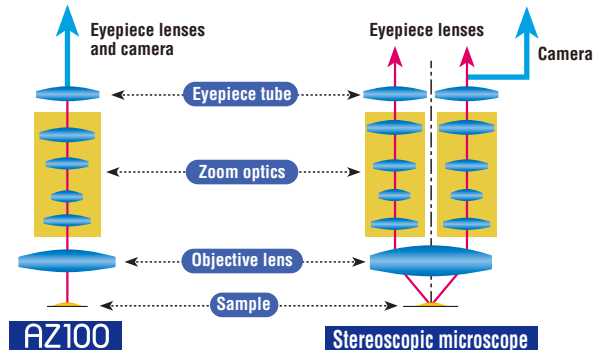 Eyepiece lenses
and camera
Eyepiece lenses
Camera
Eyepiece tube
Zoom optics
Objective lens
Sample
AZ100
Stereoscopic microscope